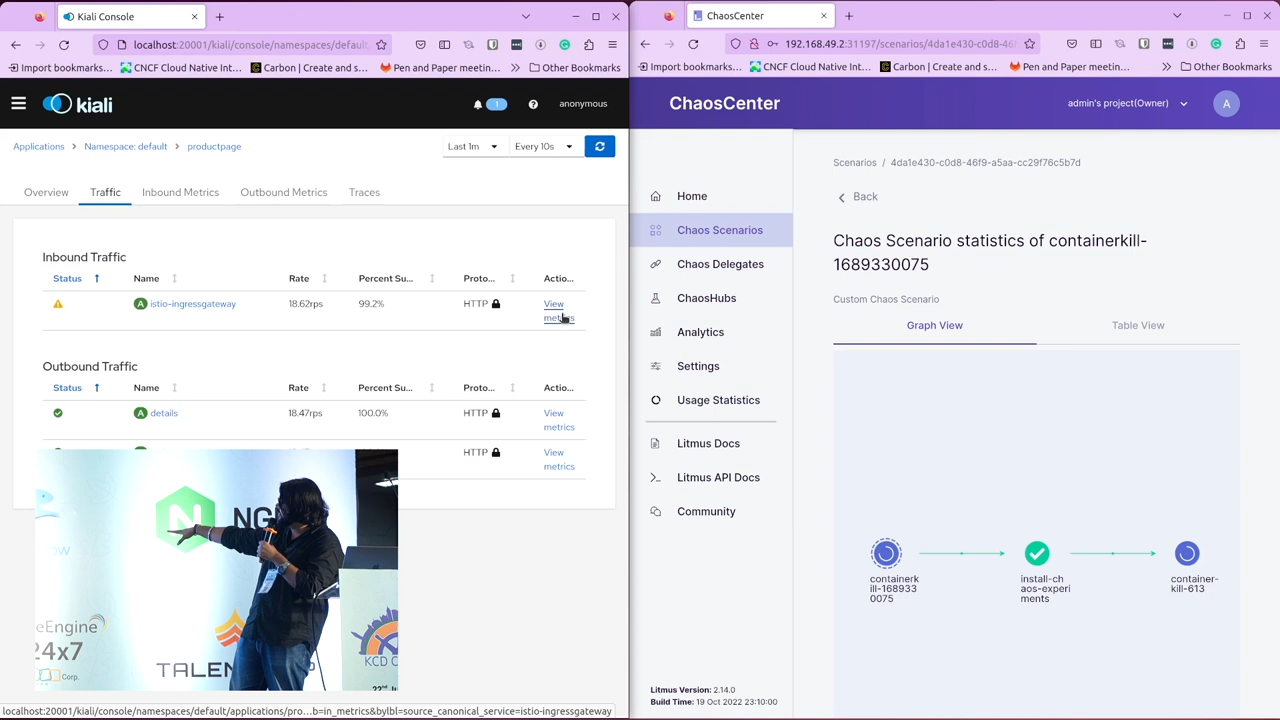 Kiali Console
localhost:20001/kiali/console/namespaces/defaul
Import bookmarks...
CNCF Cloud Native Int...
Carbon | Create and s...
Pen and Paper meetin...
Other Bookmarks
kiali
1
anonymous
Applications
Namespace: default
productpage
Last 1m
Every 10s
Overview
Traffic
Inbound Metrics
Outbound Metrics
Traces
Inbound Traffic
Status
Name
Rate
Percent Su...
Proto...
Actio...
A
istio-ingressgateway
18.62rps
99.2%
HTTP
View
metrics
Outbound Traffic
Status
Name
Rate
Percent Su...
Proto...
Actio...
A
details
18.47rps
100.0%
HTTP
View
metrics
HTTP
View
metrics
N
NG
eEngine
24x7
Corp.
TALEN
KCD C
localhost:20001/kiali/console/namespaces/default/applications/pro...b=in_metrics&bylbl=source_canonical_service=istio-ingressgateway
ChaosCenter
192.168.49.2:31197/scenarios/4da1e430-c0d8-46f
Import bookmarks...
CNCF Cloud Native Int...
Carbon | Create and s...
Pen and Paper meetin...
Other Bookmarks
ChaosCenter
admin's project(Owner)
A
Home
Chaos Scenarios
Chaos Delegates
ChaosHubs
Analytics
Settings
Usage Statistics
Litmus Docs
Litmus API Docs
Community
Litmus Version: 2.14.0
Build Time: 19 Oct 2022 23:10:00
Scenarios / 4da1e430-c0d8-46f9-a5aa-cc29f76c5b7d
Back
Chaos Scenario statistics of containerkill-
1689330075
Custom Chaos Scenario
Graph View
Table View
containerk
ill-168933
0075
install-ch
aos-experi
ments
container-
kill-613